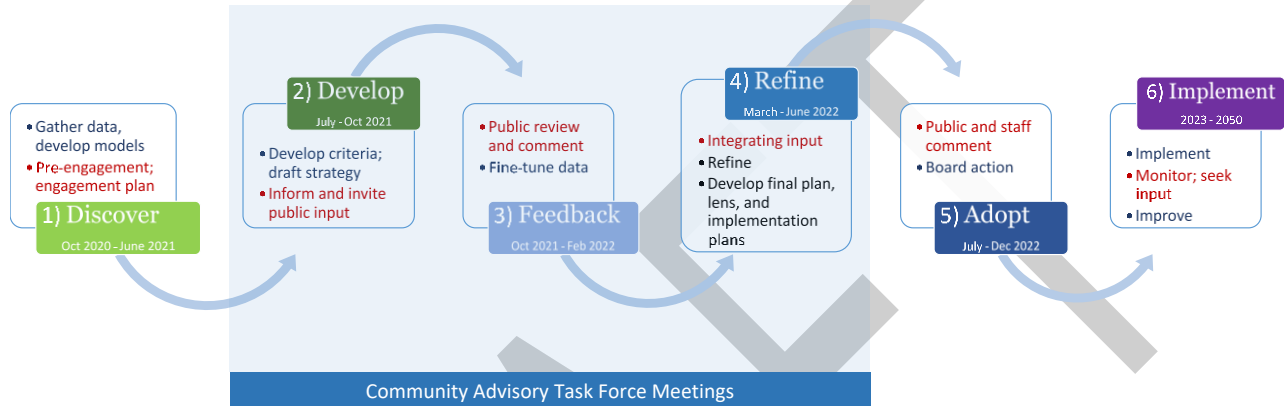 • Gather data,
develop models
• Pre-engagement;
engagement plan
1) Discover
Oct 2020 - June 2021
2) Develop
July - Oct 2021
• Develop criteria;
draft strategy
• Inform and invite
public input
• Public review
and comment
• Fine-tune data
3) Feedback
Oct 2021 - Feb 2022
4) Refine
March - June 2022
• Integrating input
• Refine
• Develop final plan,
lens, and
implementation
plans
• Public and staff
comment
• Board action
5) Adopt
July - Dec 2022
6) Implement
2023 - 2050
• Implement
• Monitor; seek
input
• Improve
Community Advisory Task Force Meetings